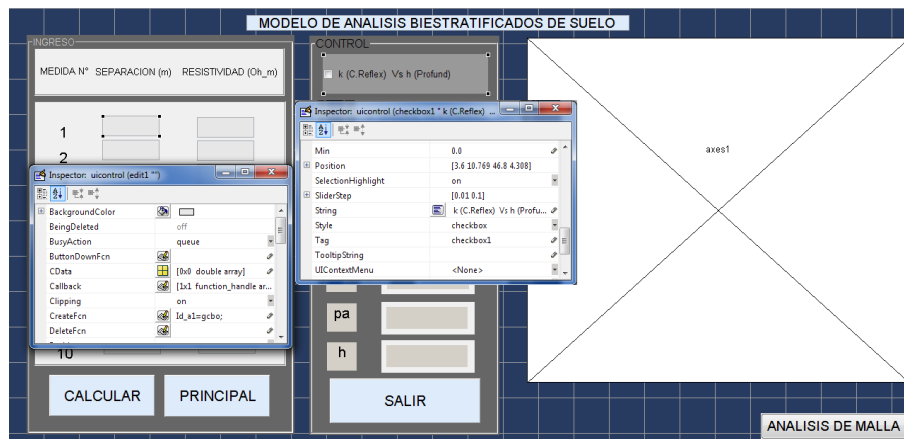 MODELO DE ANALISIS BIESTRATIFICADOS DE SUELO
INGRESO
MEDIDA N° SEPARACION (m) RESISTIVIDAD (Oh_m)
1
2
10
CALCULAR
PRINCIPAL
Inspector: uicontrol (edit1 "")
BackgroundColor
BeingDeleted off
BusyAction queue
ButtonDownFcn
CData [0x0 double array]
Callback [1x1 function_handle ar...
Clipping on
CreateFcn Id_a1=gcbo;
DeleteFcn
CONTROL
k (C.Reflex) Vs h (Profund)
Inspector: uicontrol (checkbox1 " k (C.Reflex) ...
Min 0.0
Position [3.6 10.769 46.8 4.308]
SelectionHighlight on
SliderStep [0.01 0.1]
String k (C.Reflex) Vs h (Profu...
Style checkbox
Tag checkbox1
TooltipString
UIContextMenu <None>
pa
h
SALIR
axes1
ANALISIS DE MALLA